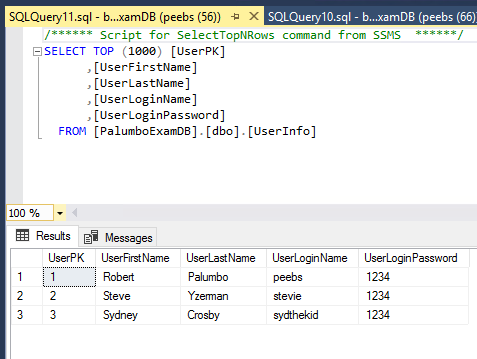 SQLQuery11.sql - b...xamDB (peebs (56)) SQLQuery10.sql - b...xamDB (peebs (66)
/****** Script for SelectTopNRows command from SSMS ******/
SELECT TOP (1000) [UserPK]
,[UserFirstName]
,[UserLastName]
,[UserLoginName]
,[UserLoginPassword]
FROM [PalumboExamDB].[dbo].[UserInfo]
100 %
Results Messages
UserPK UserFirstName UserLastName UserLoginName UserLoginPassword
1 1 Robert Palumbo peebs 1234
2 2 Steve Yzerman stevie 1234
3 3 Sydney Crosby sydthekid 1234